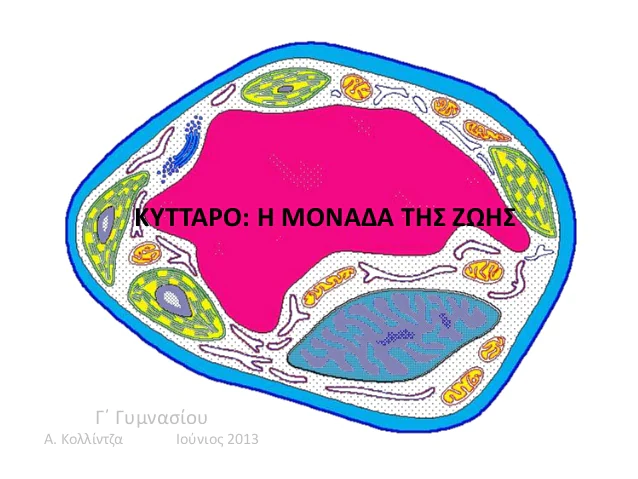 ΚΥΤΤΑΡΟ: Η ΜΟΝΑΔΑ ΤΗΣ ΖΩΗΣ
Γ΄ Γυμνασίου
Α. Κολλίντζα Ιούνιος 2013